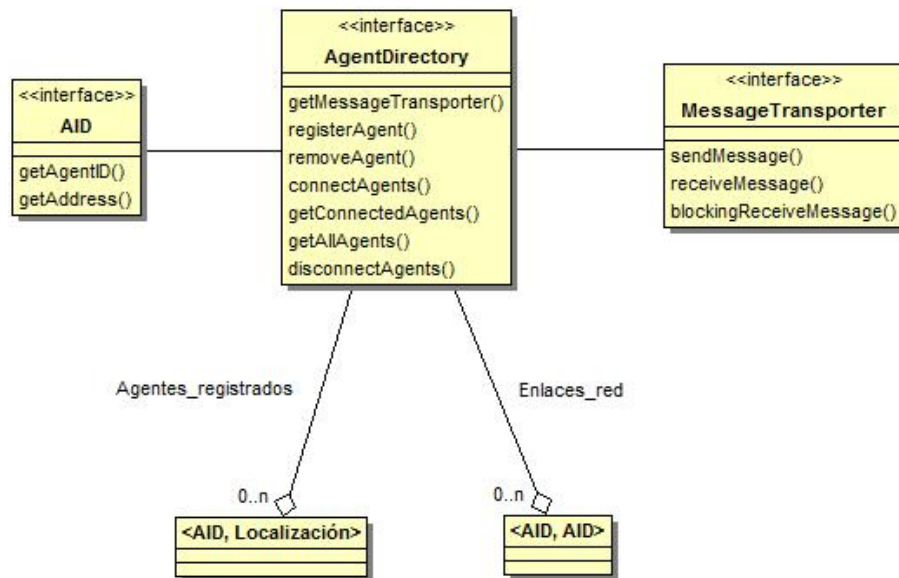 <<interface>>
AID
getAgentID()
getAddress()
<<interface>>
AgentDirectory
getMessageTransporter()
registerAgent()
removeAgent()
connectAgents()
getConnectedAgents()
getAllAgents()
disconnectAgents()
<<interface>>
MessageTransporter
sendMessage()
receiveMessage()
blockingReceiveMessage()
Agentes_registrados
Enlaces_red
0..n
0..n
<AID, Localización>
<AID, AID>